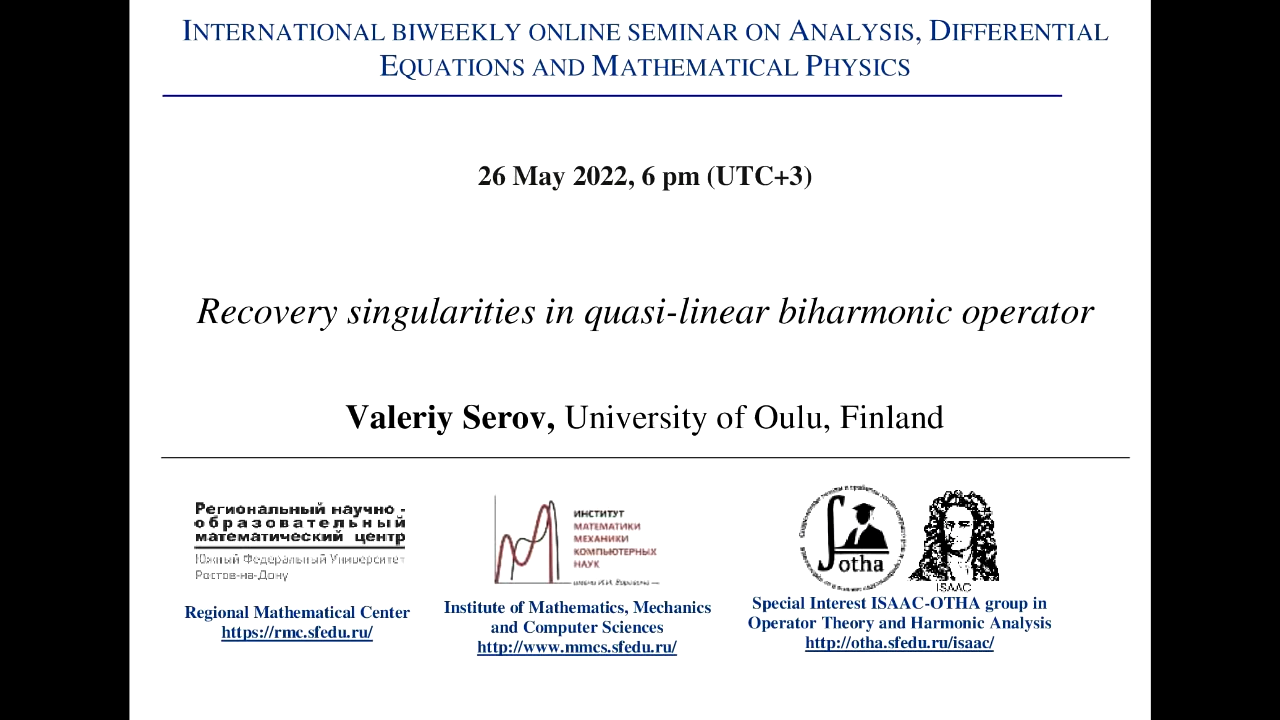 INTERNATIONAL BIWEEKLY ONLINE SEMINAR ON ANALYSIS, DIFFERENTIAL
EQUATIONS AND MATHEMATICAL PHYSICS
26 May 2022, 6 pm (UTC+3)
Recovery singularities in quasi-linear biharmonic operator
Valeriy Serov, University of Oulu, Finland
Региональный научно-
образовательный
математический центр
Южный Федеральный Университет
Ростов-на-Дону
Regional Mathematical Center
https://rmc.sfedu.ru/
ИНСТИТУТ
МАТЕМАТИКИ
МЕХАНИКИ
КОМПЬЮТЕРНЫХ
НАУК
Institute of Mathematics, Mechanics
and Computer Sciences
http://www.mmcs.sfedu.ru/
otha
ISAAC
Special Interest ISAAC-OTHA group in
Operator Theory and Harmonic Analysis
http://otha.sfedu.ru/isaac/